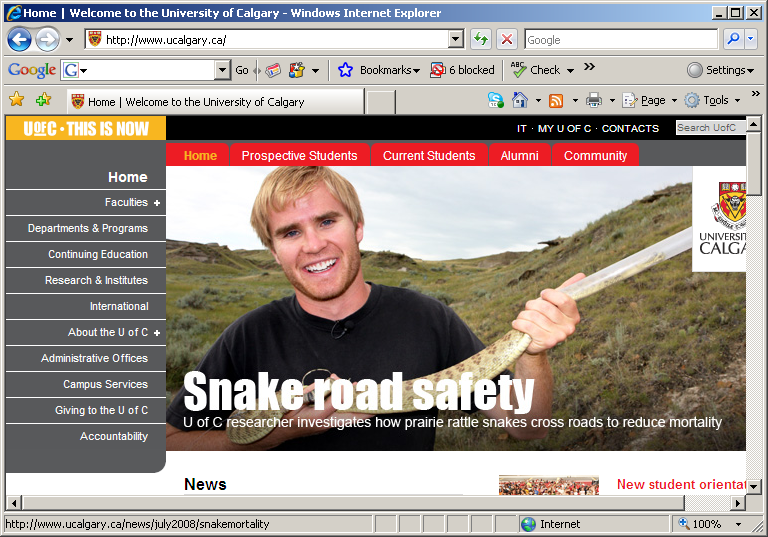 Home | Welcome to the University of Calgary - Windows Internet Explorer
http://www.ucalgary.ca/
Google
Google
G
Go
Bookmarks
6 blocked
ABC
Check
»
Settings
Home | Welcome to the University of Calgary
Page
Tools
»
UofC • THIS IS NOW
IT · MY U OF C · CONTACTS
Search UofC
Home
Prospective Students
Current Students
Alumni
Community
Home
Faculties
Departments & Programs
Continuing Education
Research & Institutes
International
About the U of C
Administrative Offices
Campus Services
Giving to the U of C
Accountability
UNIVERSI
CALGA
Snake road safety
U of C researcher investigates how prairie rattle snakes cross roads to reduce mortality
News
New student orientat
http://www.ucalgary.ca/news/july2008/snakemortality
Internet
100%